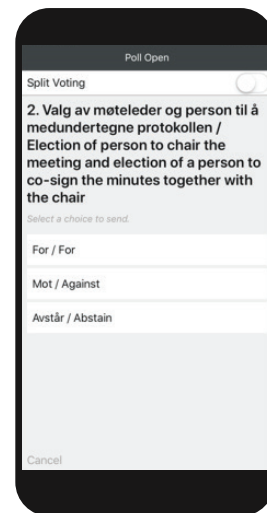 Poll Open
Split Voting
2. Valg av møteleder og person til å
medundertegne protokollen /
Election of person to chair the
meeting and election of a person to
co-sign the minutes together with
the chair
Select a choice to send.
For / For
Mot / Against
Avstår / Abstain
Cancel